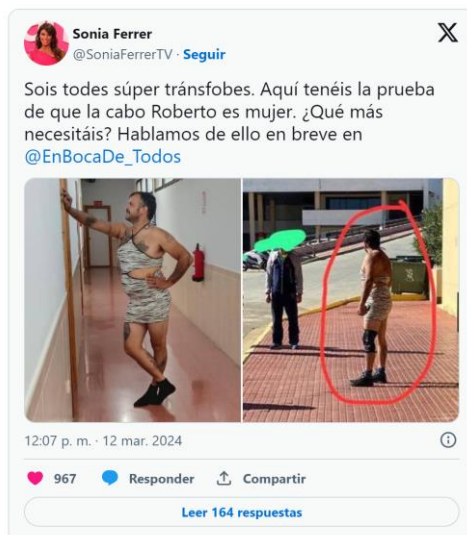 Sonia Ferrer
@SoniaFerrerTV · Seguir
Sois todes súper tránsfobes. Aquí tenéis la prueba
de que la cabo Roberto es mujer. ¿Qué más
necesitáis? Hablamos de ello en breve en
@EnBocaDe_Todos
12:07 p. m. · 12 mar. 2024
967 Responder Compartir
Leer 164 respuestas